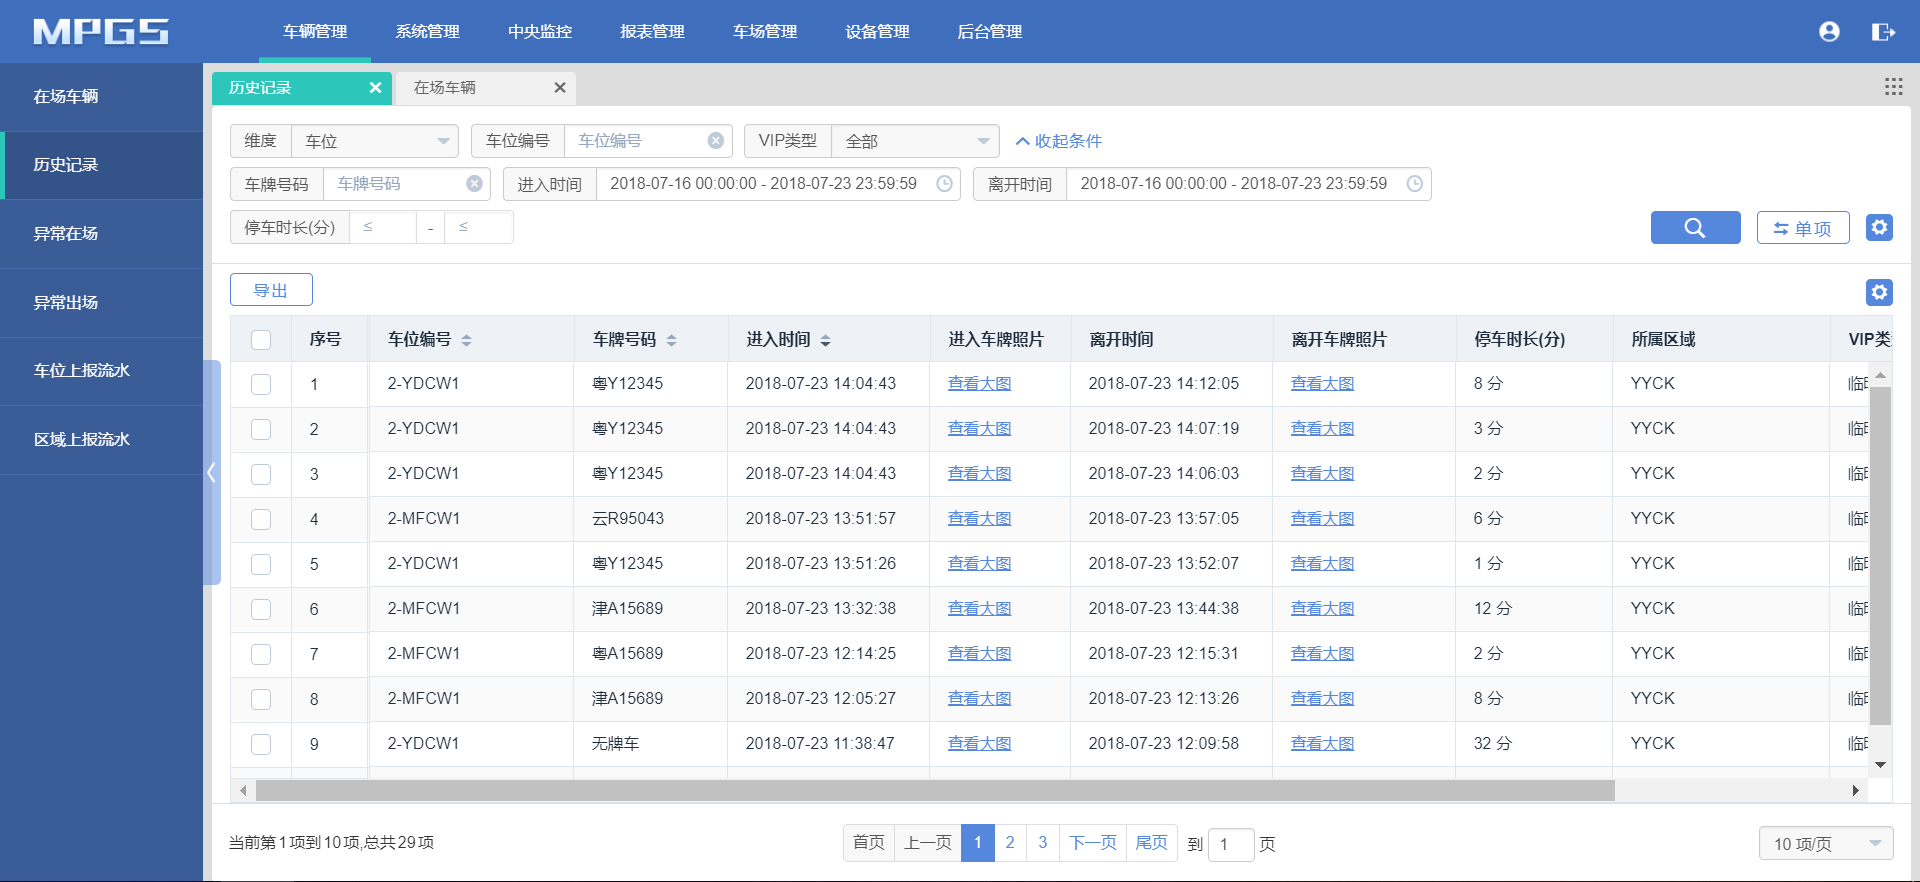 MPGS 车辆管理 系统管理 中央监控 报表管理 车场管理 设备管理 后台管理
在场车辆
历史记录
异常在场
异常出场
车位上报流水
区域上报流水
历史记录 在场车辆
维度 车位 车位编号 车位编号 VIP类型 全部 收起条件
车牌号码 车牌号码 进入时间 2018-07-16 00:00:00 - 2018-07-23 23:59:59 离开时间 2018-07-16 00:00:00 - 2018-07-23 23:59:59
停车时长(分) ≤ - ≤ 单项
导出
序号 车位编号 车牌号码 进入时间 进入车牌照片 离开时间 离开车牌照片 停车时长(分) 所属区域 VIP类
1 2-YDCW1 粤Y12345 2018-07-23 14:04:43 查看大图 2018-07-23 14:12:05 查看大图 8 分 YYCK 临
2 2-YDCW1 粤Y12345 2018-07-23 14:04:43 查看大图 2018-07-23 14:07:19 查看大图 3 分 YYCK 临
3 2-YDCW1 粤Y12345 2018-07-23 14:04:43 查看大图 2018-07-23 14:06:03 查看大图 2 分 YYCK 临
4 2-MFCW1 云R95043 2018-07-23 13:51:57 查看大图 2018-07-23 13:57:05 查看大图 6 分 YYCK 临
5 2-YDCW1 粤Y12345 2018-07-23 13:51:26 查看大图 2018-07-23 13:52:07 查看大图 1 分 YYCK 临
6 2-MFCW1 津A15689 2018-07-23 13:32:38 查看大图 2018-07-23 13:44:38 查看大图 12 分 YYCK 临
7 2-MFCW1 粤A15689 2018-07-23 12:14:25 查看大图 2018-07-23 12:15:31 查看大图 2 分 YYCK 临
8 2-MFCW1 津A15689 2018-07-23 12:05:27 查看大图 2018-07-23 12:13:26 查看大图 8 分 YYCK 临
9 2-YDCW1 无牌车 2018-07-23 11:38:47 查看大图 2018-07-23 12:09:58 查看大图 32 分 YYCK 临
当前第1项到10项,总共29项 首页 上一页 1 2 3 下一页 尾页 到 1 页 10 项/页